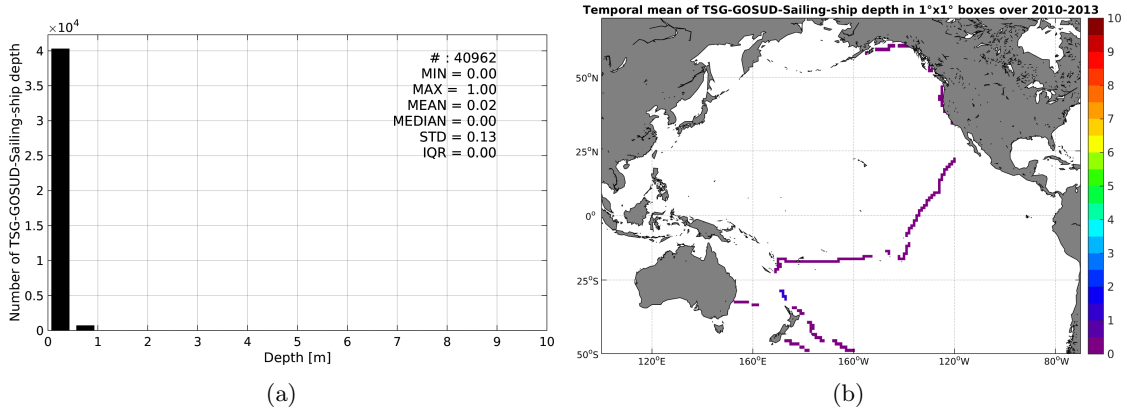 ×10⁴
4
3.5
3
2.5
2
1.5
1
0.5
0
0 1 2 3 4 5 6 7 8 9 10
Number of TSG-GOSUD-Sailing-ship depth
Depth [m]
# : 40962
MIN = 0.00
MAX = 1.00
MEAN = 0.02
MEDIAN = 0.00
STD = 0.13
IQR = 0.00
(a)
Temporal mean of TSG-GOSUD-Sailing-ship depth in 1°x1° boxes over 2010-2013
50°N
25°N
0°
25°S
50°S
120°E 160°E 160°W 120°W 80°W
10
9
8
7
6
5
4
3
2
1
0
(b)